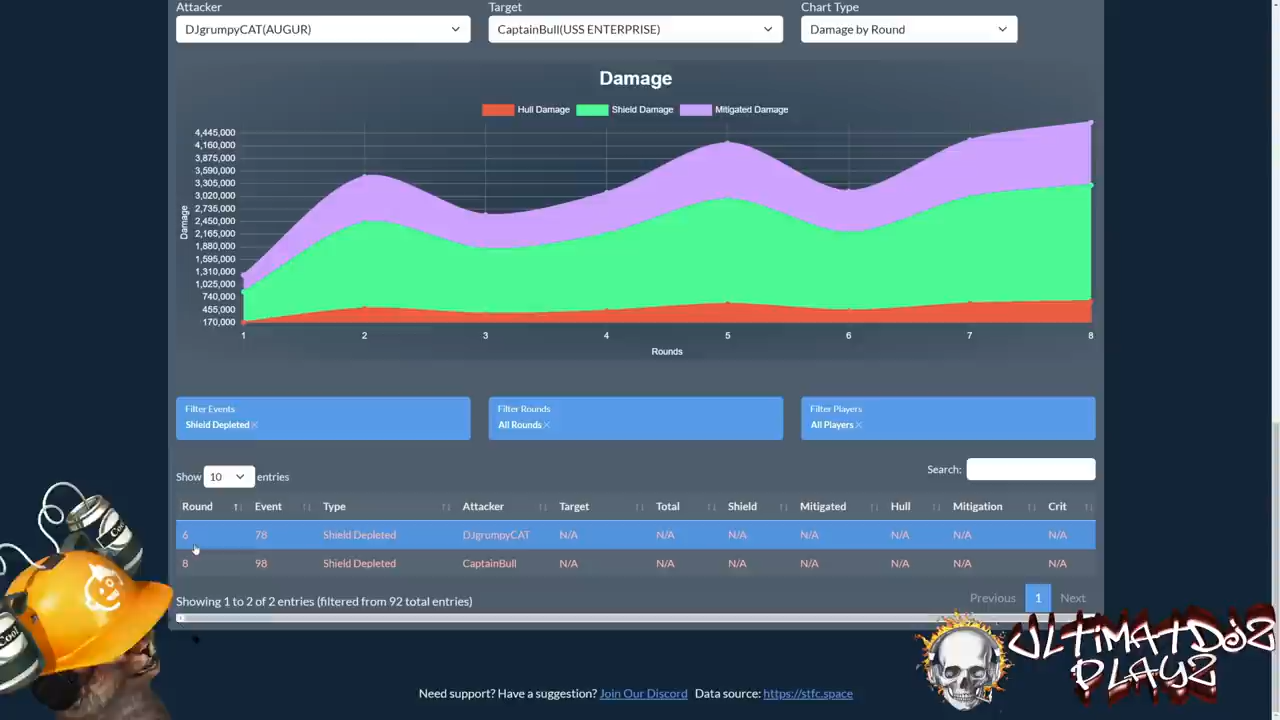 Attacker Target Chart Type
DJgrumpyCAT(AUGUR) CaptainBull(USS ENTERPRISE) Damage by Round
Damage
Hull Damage Shield Damage Mitigated Damage
4,445,000
4,160,000
3,875,000
3,590,000
3,305,000
3,020,000
2,735,000
2,450,000
2,165,000
1,880,000
1,595,000
1,310,000
1,025,000
740,000
455,000
170,000
Damage
1 2 3 4 5 6 7 8
Rounds
Filter Events Filter Rounds Filter Players
Shield Depleted All Rounds All Players
Show 10 entries Search:
Round Event Type Attacker Target Total Shield Mitigated Hull Mitigation Crit
6 78 Shield Depleted DJgrumpyCAT N/A N/A N/A N/A N/A N/A N/A
8 98 Shield Depleted CaptainBull N/A N/A N/A N/A N/A N/A N/A
Showing 1 to 2 of 2 entries (filtered from 92 total entries) Previous 1 Next
Need support? Have a suggestion? Join Our Discord Data source: https://stfc.space
Cool
Cool
ULTIMATDJZ
PLAYZ